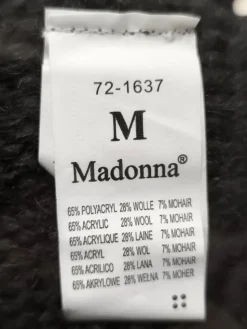 72-1637
M
Madonna®
65% POLYACRYL 28% WOLLE 7% MOHAIR
65% ACRYLIC 28% WOOL 7% MOHAIR
65% ACRYLIQUE 28% LAINE 7% MOHAIR
65% ACRYL 28% WOL 7% MOHAIR
65% ACRILICO 28% LANA 7% MOHAIR
65% AKRYLOWE 28% WELNA 7% MOHER